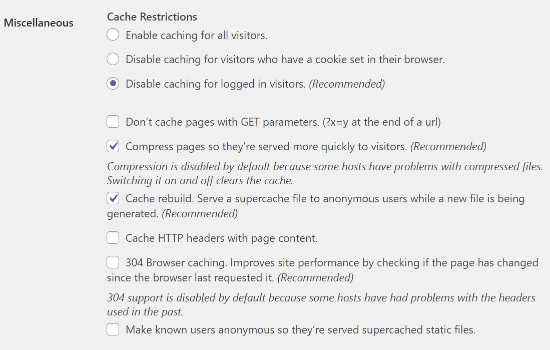 Miscellaneous
Cache Restrictions
Enable caching for all visitors.
Disable caching for visitors who have a cookie set in their browser.
Disable caching for logged in visitors. (Recommended)
Don't cache pages with GET parameters. (?x=y at the end of a url)
Compress pages so they're served more quickly to visitors. (Recommended)
Compression is disabled by default because some hosts have problems with compressed files.
Switching it on and off clears the cache.
Cache rebuild. Serve a supercache file to anonymous users while a new file is being
generated. (Recommended)
Cache HTTP headers with page content.
304 Browser caching. Improves site performance by checking if the page has changed
since the browser last requested it. (Recommended)
304 support is disabled by default because some hosts have had problems with the headers
used in the past.
Make known users anonymous so they're served supercached static files.